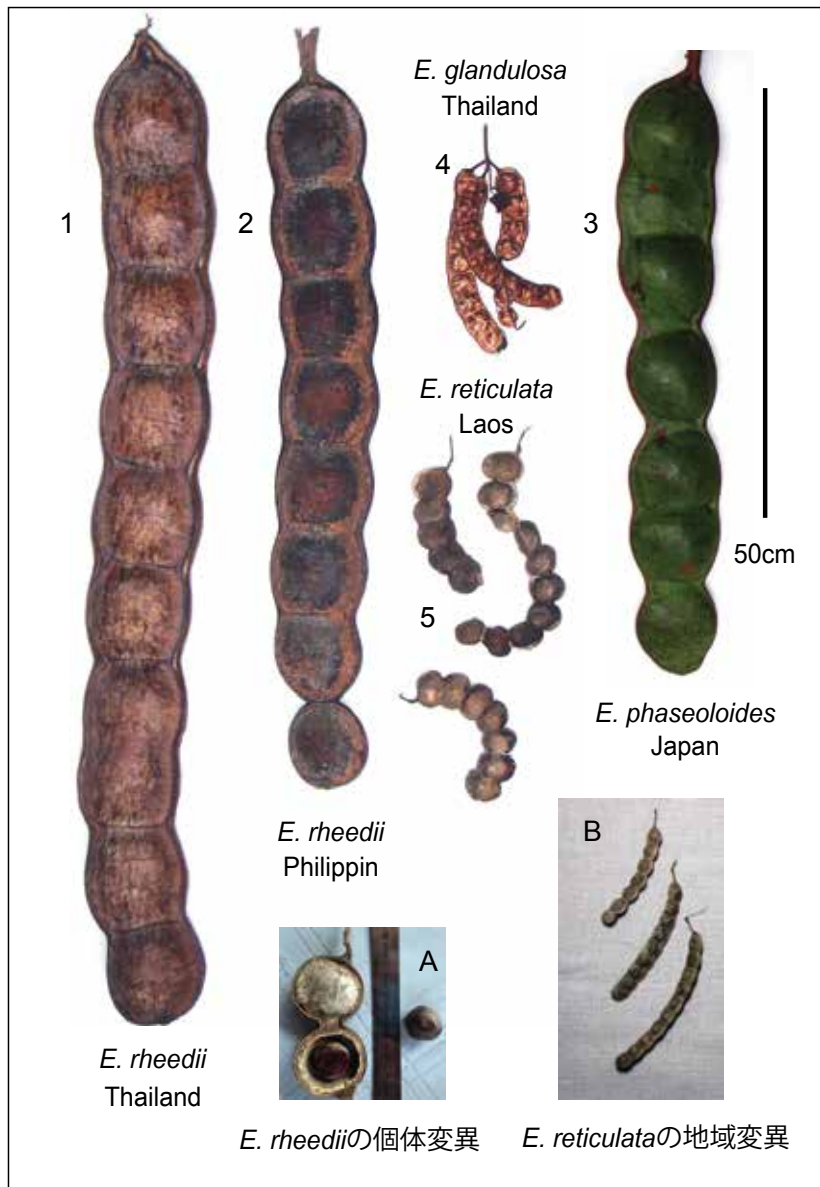 E. glandulosa
Thailand
4
1
2
3
E. reticulata
Laos
50cm
5
E. phaseoloides
Japan
E. rheedii
Philippin
B
A
E. rheedii
Thailand
E. rheediiの個体変異
E. reticulataの地域変異